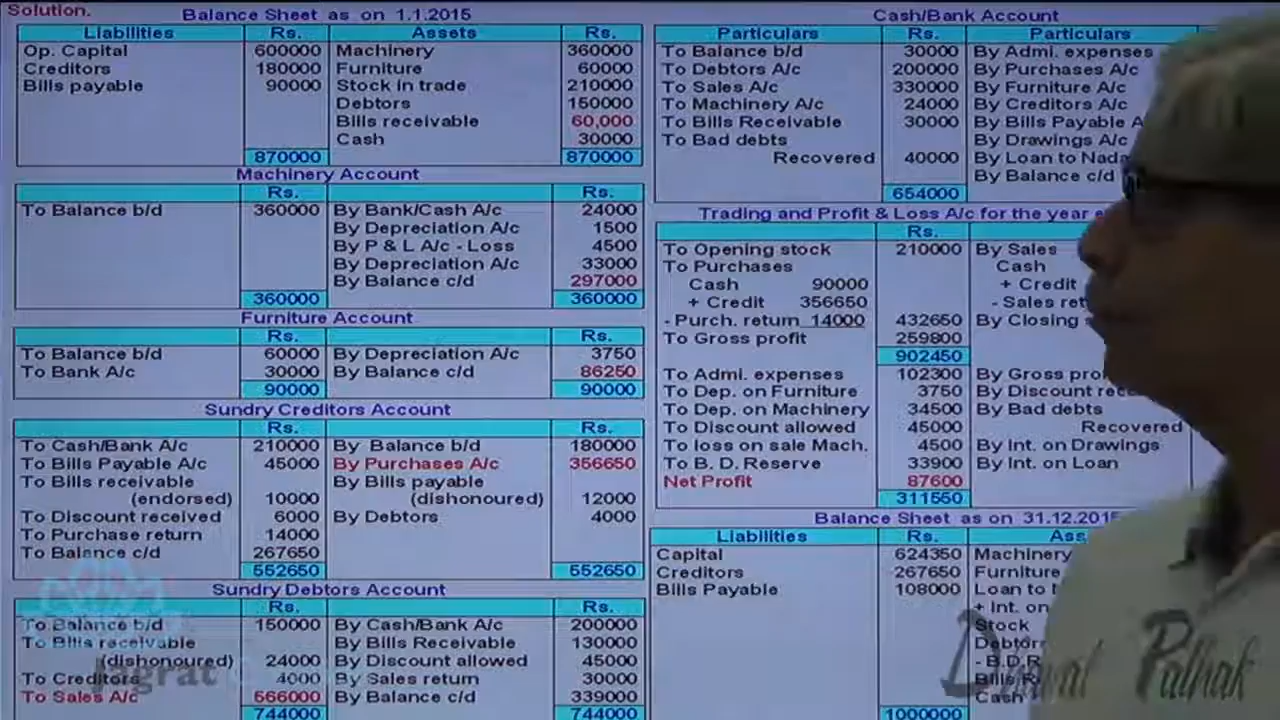 Solution.
Balance Sheet as on 1.1.2015
Liabilities Rs. Assets Rs.
Op. Capital 600000 Machinery 360000
Creditors 180000 Furniture 60000
Bills payable 90000 Stock in trade 210000
Debtors 150000
Bills receivable 60,000
Cash 30000
870000 870000
Machinery Account
Rs. Rs.
To Balance b/d 360000 By Bank/Cash A/c 24000
By Depreciation A/c 1500
By P & L A/c - Loss 4500
By Depreciation A/c 33000
By Balance c/d 297000
360000 360000
Furniture Account
Rs. Rs.
To Balance b/d 60000 By Depreciation A/c 3750
To Bank A/c 30000 By Balance c/d 86250
90000 90000
Sundry Creditors Account
Rs. Rs.
To Cash/Bank A/c 210000 By Balance b/d 180000
To Bills Payable A/c 45000 By Purchases A/c 356650
To Bills receivable By Bills payable
(endorsed) 10000 (dishonoured) 12000
To Discount received 6000 By Debtors 4000
To Purchase return 14000
To Balance c/d 267650
552650 552650
Sundry Debtors Account
Rs. Rs.
To Balance b/d 150000 By Cash/Bank A/c 200000
To Bills receivable By Bills Receivable 130000
(dishonoured) 24000 By Discount allowed 45000
To Creditors 4000 By Sales return 30000
To Sales A/c 566000 By Balance c/d 339000
744000 744000
Cash/Bank Account
Particulars Rs. Particulars
To Balance b/d 30000 By Admi. expenses
To Debtors A/c 200000 By Purchases A/c
To Sales A/c 330000 By Furniture A/c
To Machinery A/c 24000 By Creditors A/c
To Bills Receivable 30000 By Bills Payable A
To Bad debts By Drawings A/c
Recovered 40000 By Loan to Nada
By Balance c/d
654000
Trading and Profit & Loss A/c for the year e
Rs.
To Opening stock 210000 By Sales
To Purchases Cash
Cash 90000 + Credit
+ Credit 356650 - Sales ret
- Purch. return 14000 432650 By Closing
To Gross profit 259800
902450
To Admi. expenses 102300 By Gross pro
To Dep. on Furniture 3750 By Discount rec
To Dep. on Machinery 34500 By Bad debts
To Discount allowed 45000 Recovered
To loss on sale Mach. 4500 By Int. on Drawings
To B. D. Reserve 33900 By Int. on Loan
Net Profit 87600
311550
Balance Sheet as on 31.12.2015
Liabilities Rs. Ass
Capital 624350 Machinery
Creditors 267650 Furniture
Bills Payable 108000 Loan to
+ Int. on
Stock
Debtor
- B.D.R
Bills R
Cash
1000000
Jagrat
Pathak